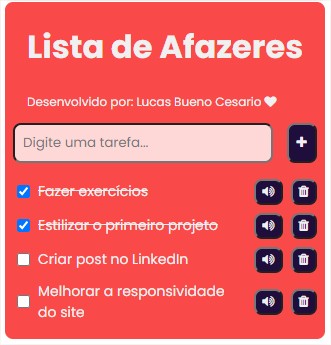 Lista de Afazeres
Desenvolvido por: Lucas Bueno Cesario
Digite uma tarefa...
Fazer exercícios
Estilizar o primeiro projeto
Criar post no LinkedIn
Melhorar a responsividade
do site